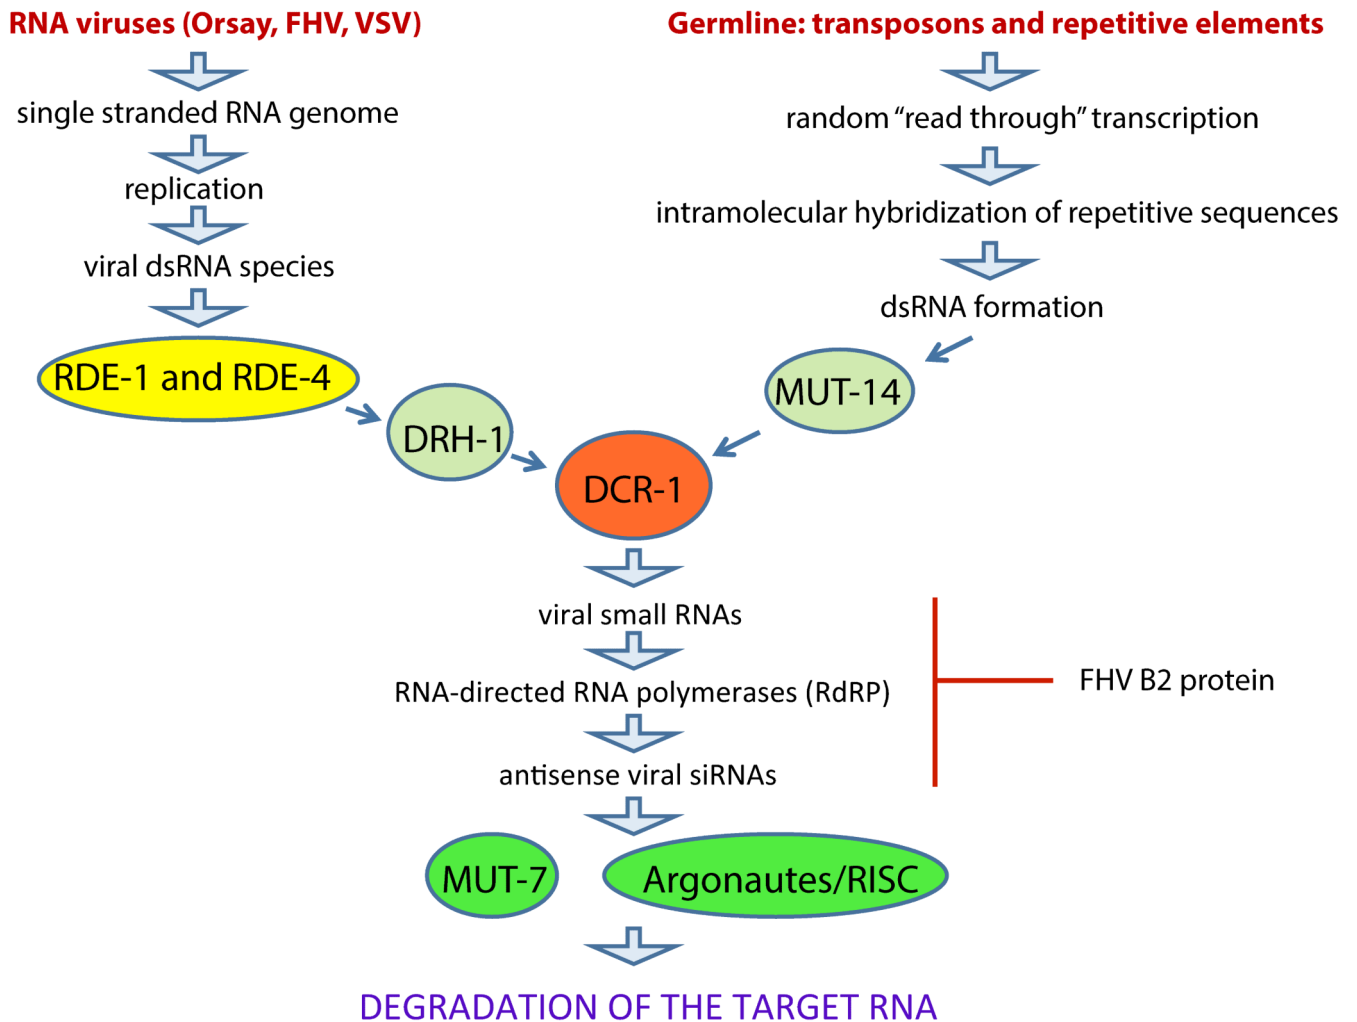 RNA viruses (Orsay, FHV, VSV)
single stranded RNA genome
replication
viral dsRNA species
RDE-1 and RDE-4
DRH-1
Germline: transposons and repetitive elements
random “read through” transcription
intramolecular hybridization of repetitive sequences
dsRNA formation
MUT-14
DCR-1
viral small RNAs
RNA-directed RNA polymerases (RdRP)
antisense viral siRNAs
FHV B2 protein
MUT-7
Argonautes/RISC
DEGRADATION OF THE TARGET RNA